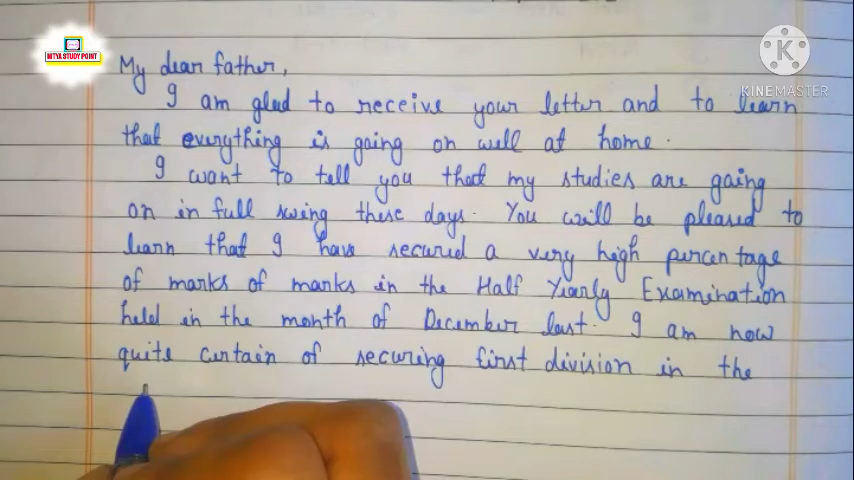 NITYA STUDY POINT
K
KINEMASTER
My dear father,
I am glad to receive your letter and to learn
that everything is going on well at home.
I want to tell you that my studies are going
on in full swing these days. You will be pleased to
learn that I have secured a very high percentage
of marks of marks in the Half Yearly Examination
held in the month of December last. I am now
quite certain of securing first division in the